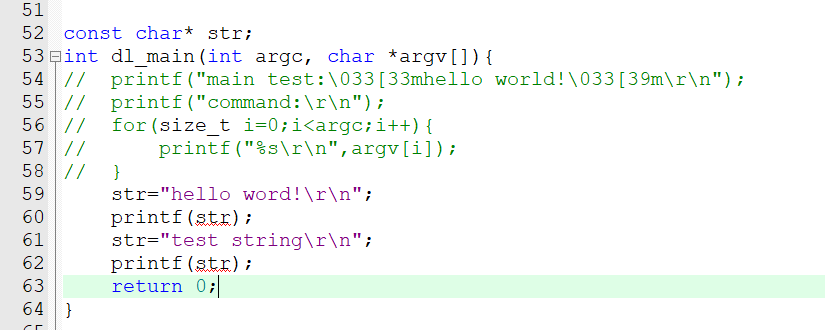 51
52 const char* str;
53 int dl_main(int argc, char *argv[]){
54 //  printf("main test:\033[33mhello world!\033[39m\r\n");
55 //  printf("command:\r\n");
56 //  for(size_t i=0;i<argc;i++){
57 //      printf("%s\r\n",argv[i]);
58 //  }
59     str="hello word!\r\n";
60     printf(str);
61     str="test string\r\n";
62     printf(str);
63     return 0;
64 }